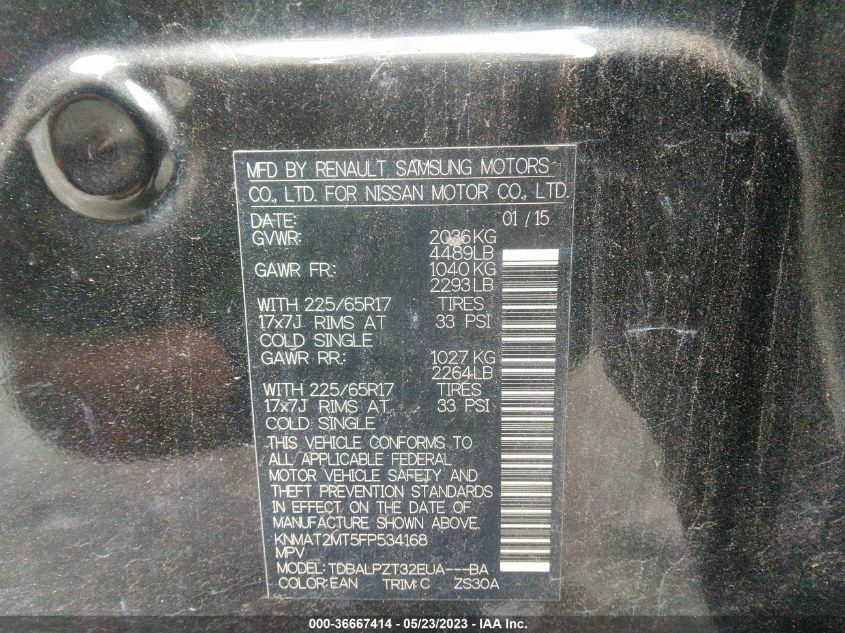 MFD BY RENAULT SAMSUNG MOTORS
CO., LTD. FOR NISSAN MOTOR CO., LTD.
DATE: 01 / 15
GVWR: 2036KG
4489LB
GAWR FR: 1040 KG
2293LB
WITH 225/65R17 TIRES
17x7J RIMS AT 33 PSI
COLD SINGLE
GAWR RR: 1027 KG
2264LB
WITH 225/65R17 TIRES
17x7J RIMS AT 33 PSI
COLD SINGLE
THIS VEHICLE CONFORMS TO
ALL APPLICABLE FEDERAL
MOTOR VEHICLE SAFETY AND
THEFT PREVENTION STANDARDS
IN EFFECT ON THE DATE OF
MANUFACTURE SHOWN ABOVE.
KNMAT2MT5FP534168
MPV
MODEL: TDBALPZT32EUA---BA
COLOR: EAN TRIM: C ZS30A
000-36667414 - 05/23/2023 - IAA Inc.